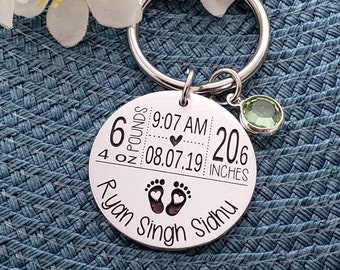 6 POUNDS
4 OZ
9:07 AM
08.07.19
20.6
INCHES
Ryan Singh Sidhu